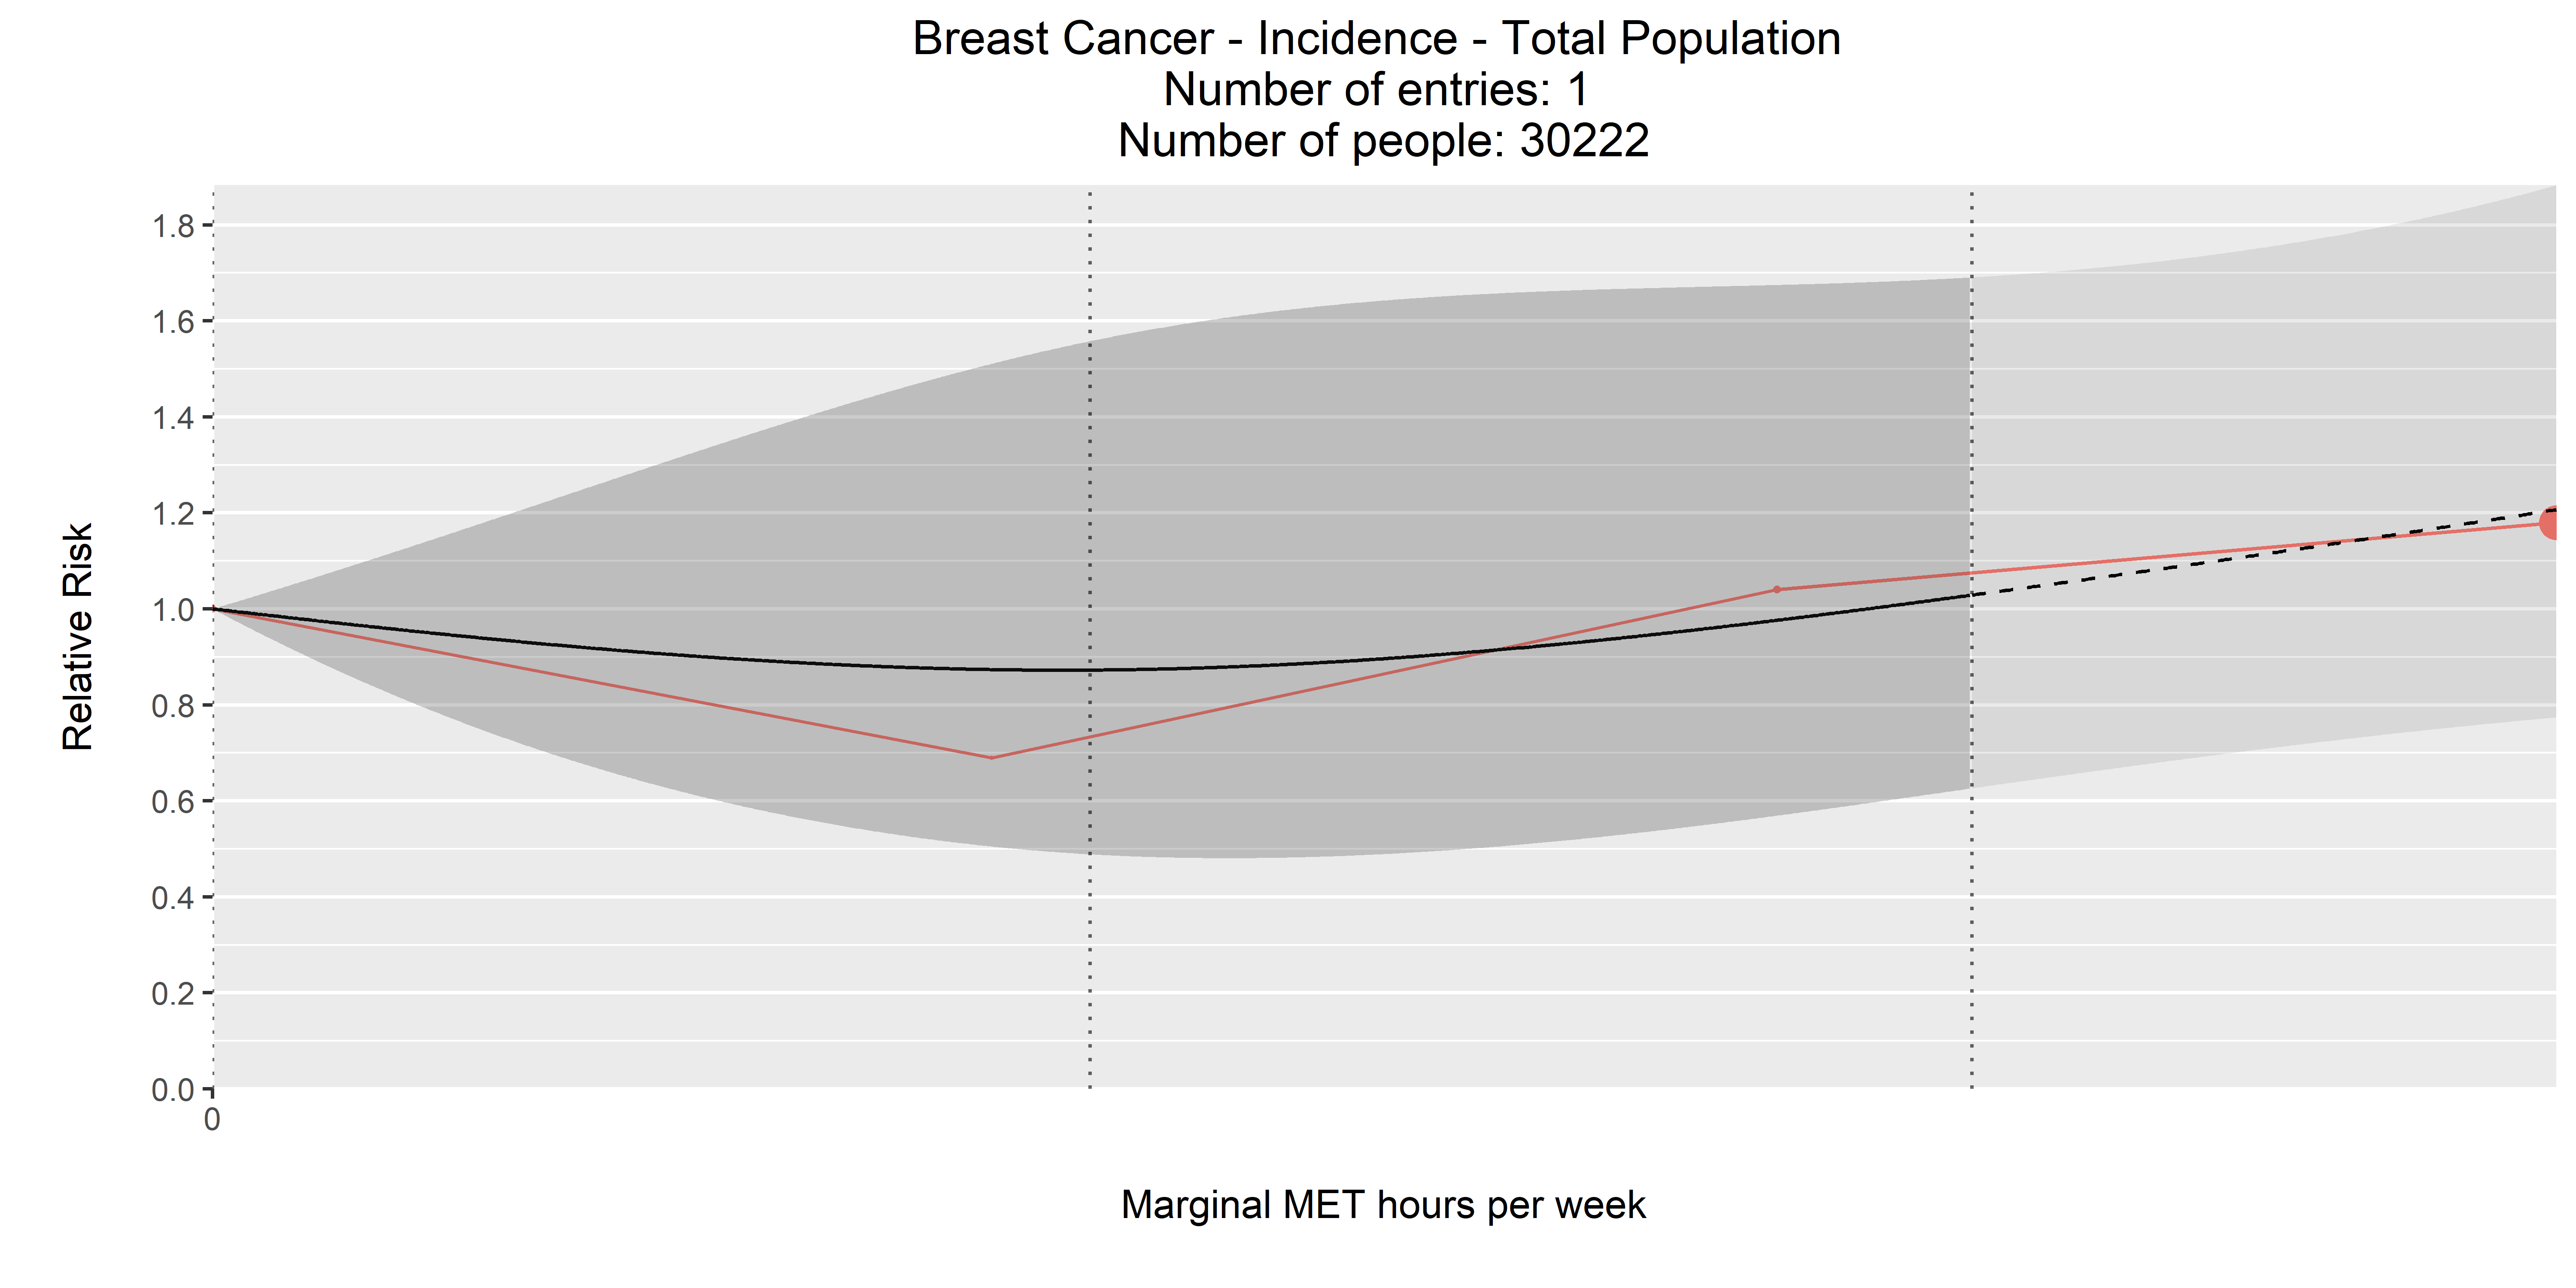 Breast Cancer - Incidence - Total Population
Number of entries: 1
Number of people: 30222
Relative Risk
1.8
1.6
1.4
1.2
1.0
0.8
0.6
0.4
0.2
0.0
0
Marginal MET hours per week